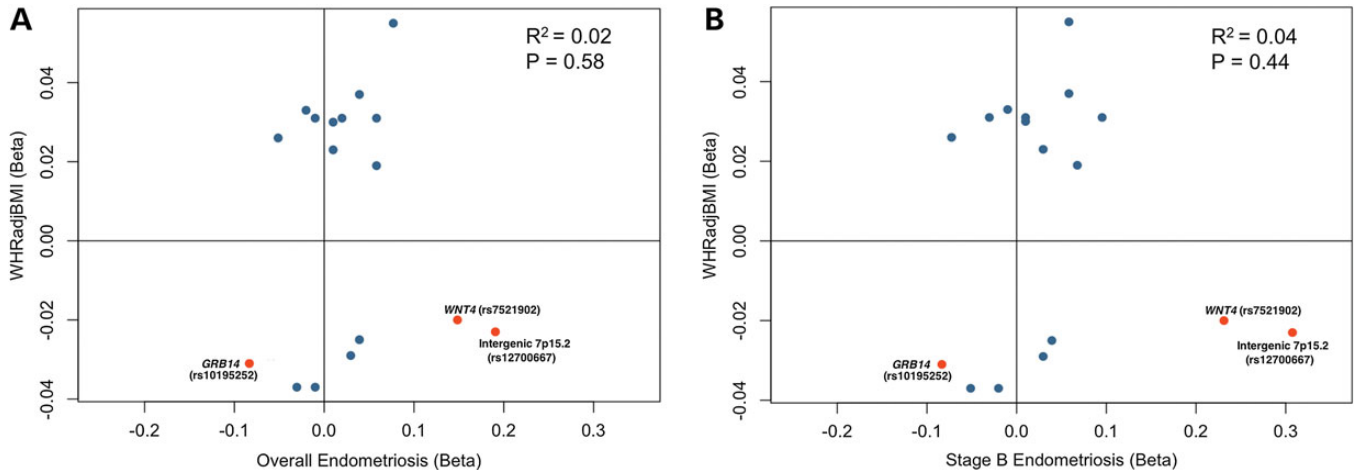 A
R² = 0.02
P = 0.58
WHRadjBMI (Beta)
0.04
0.02
0.00
-0.02
-0.04
WNT4 (rs7521902)
Intergenic 7p15.2
(rs12700667)
GRB14
(rs10195252)
-0.2 -0.1 0.0 0.1 0.2 0.3
Overall Endometriosis (Beta)
B
R² = 0.04
P = 0.44
WHRadjBMI (Beta)
0.04
0.02
0.00
-0.02
-0.04
WNT4 (rs7521902)
Intergenic 7p15.2
(rs12700667)
GRB14
(rs10195252)
-0.2 -0.1 0.0 0.1 0.2 0.3
Stage B Endometriosis (Beta)